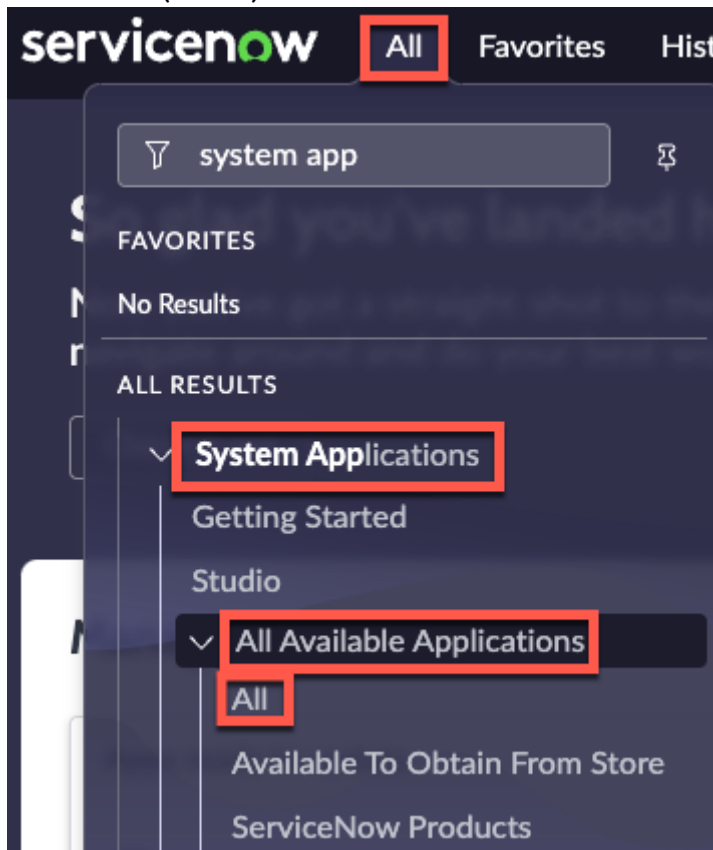 servicenow All Favorites Hist
system app
FAVORITES
No Results
ALL RESULTS
System Applications
Getting Started
Studio
All Available Applications
All
Available To Obtain From Store
ServiceNow Products